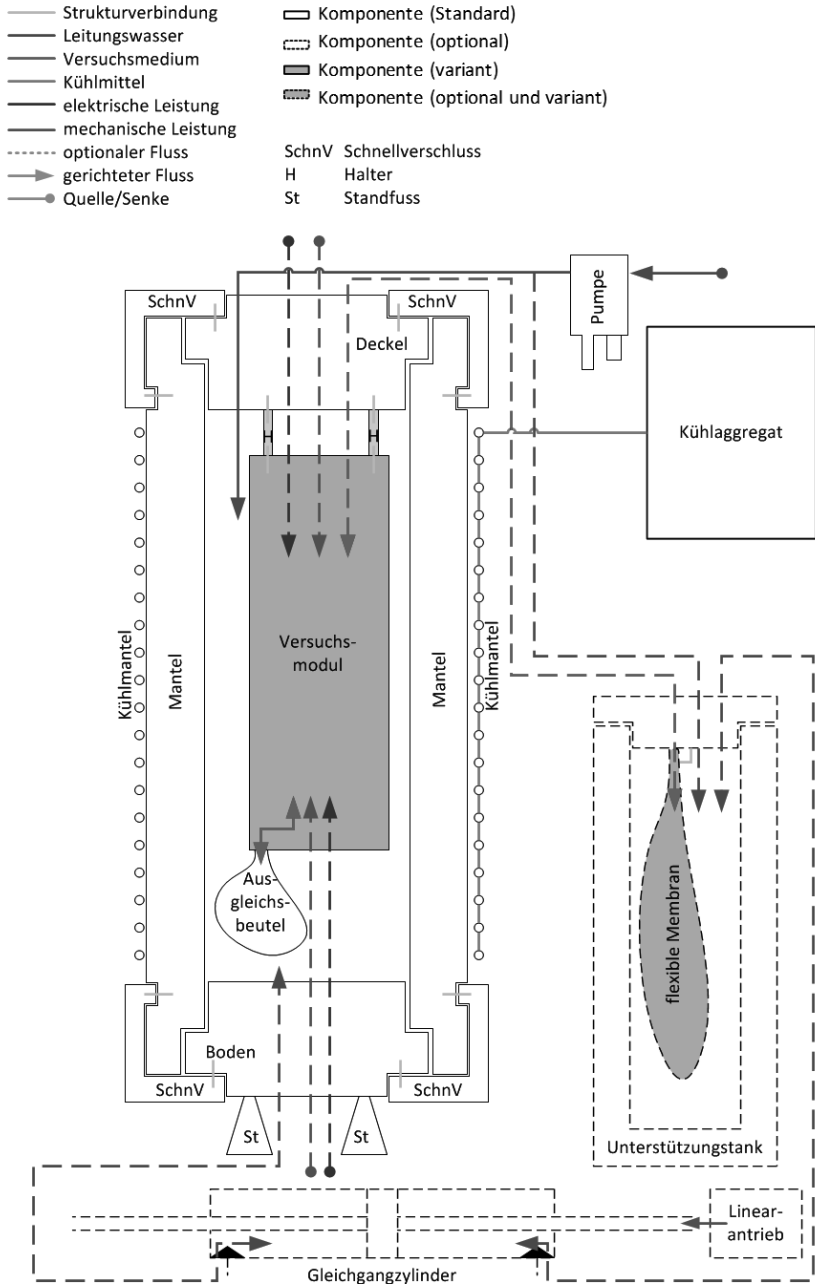 Strukturverbindung
Leitungswasser
Versuchsmedium
Kühlmittel
elektrische Leistung
mechanische Leistung
optionaler Fluss
gerichteter Fluss
Quelle/Senke
Komponente (Standard)
Komponente (optional)
Komponente (variant)
Komponente (optional und variant)
SchnV Schnellverschluss
H Halter
St Standfuss
SchnV
SchnV
Deckel
Pumpe
H
H
Kühlaggregat
Kühlmantel
Mantel
Versuchs-
modul
Mantel
Kühlmantel
Aus-
gleichs-
beutel
flexible Membran
Boden
SchnV
SchnV
St
St
Unterstützungstank
Linear-
antrieb
Gleichgangzylinder